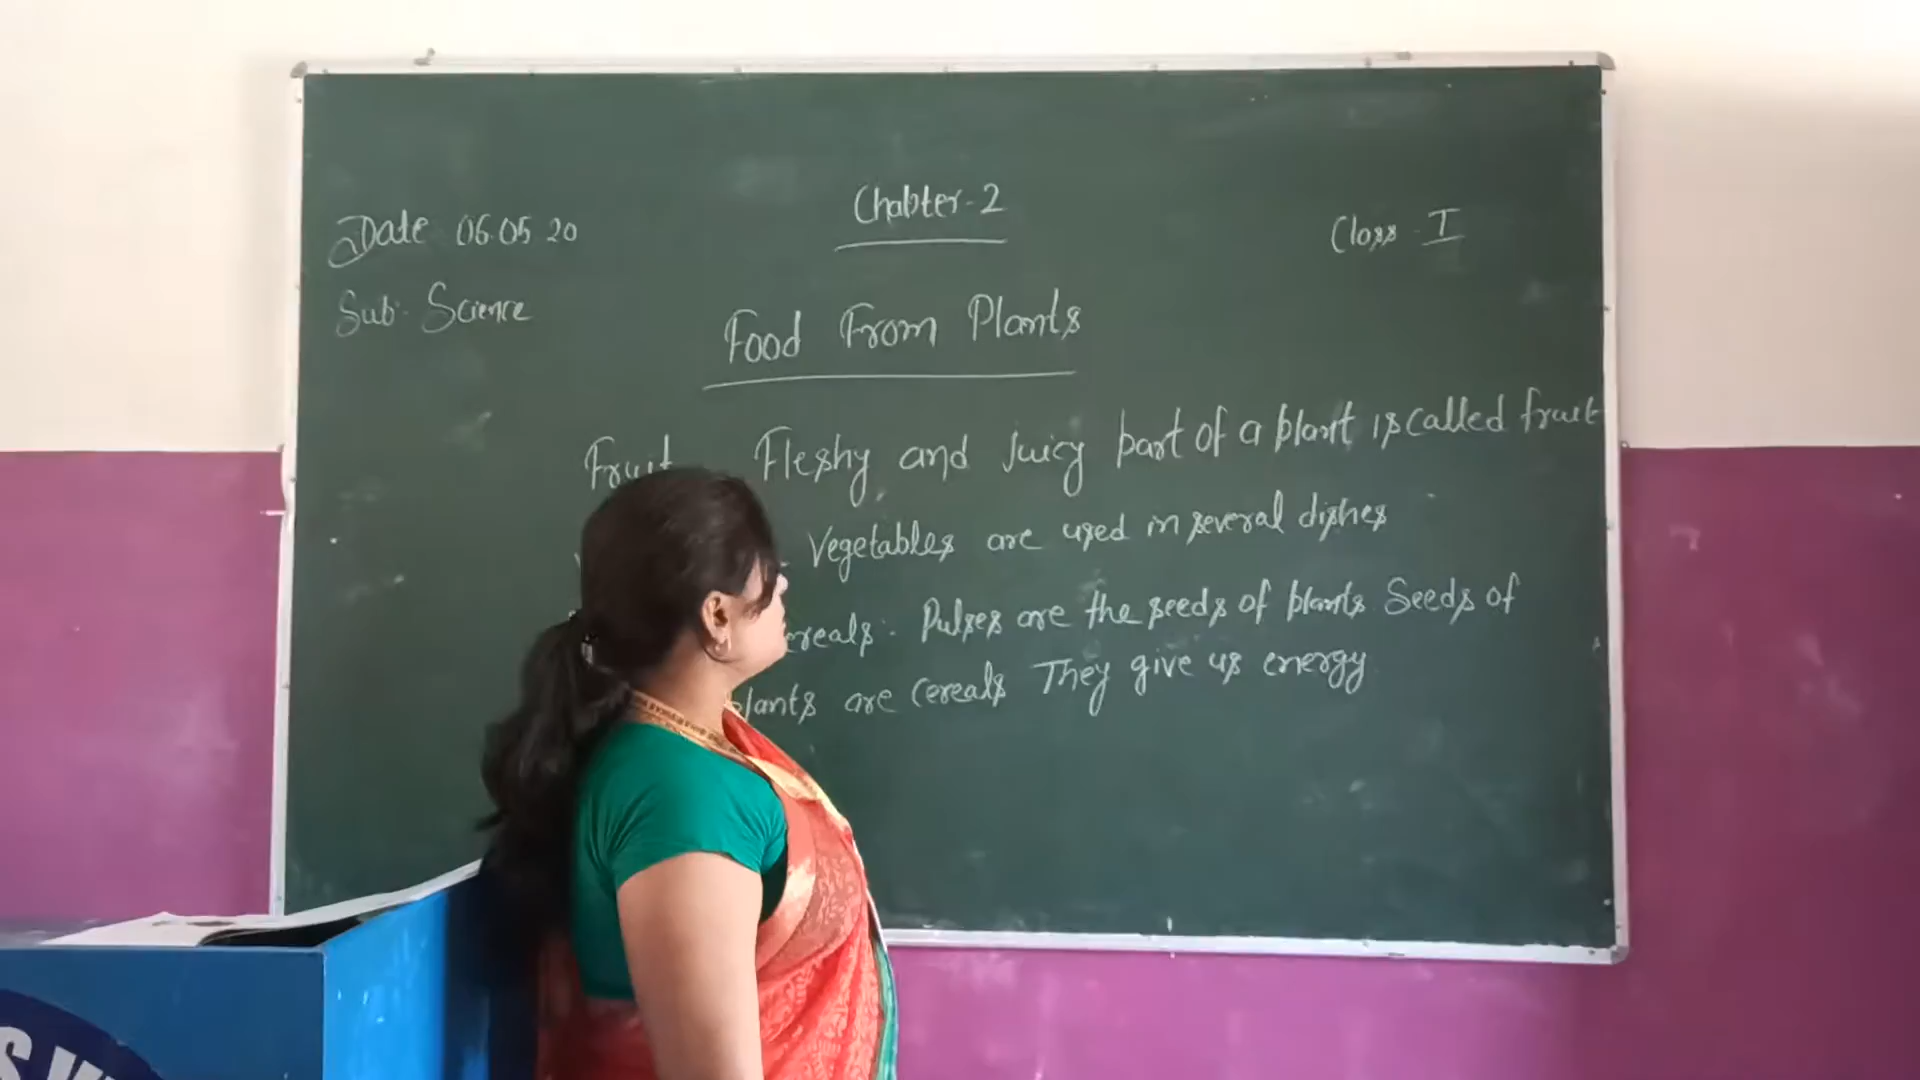 Chabter-2
Date 06.05.20
Class - I
Sub- Science
Food From Plants
Fruit Fleshy and Juicy part of a plant is called fruit
Vegetables are used in several dishes
ereals:- Pulses are the seeds of plants Seeds of
plants are Cereals They give us energy